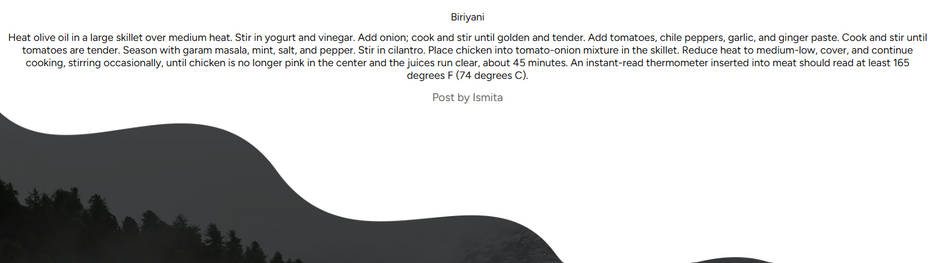 Biriyani
Heat olive oil in a large skillet over medium heat. Stir in yogurt and vinegar. Add onion; cook and stir until golden and tender. Add tomatoes, chile peppers, garlic, and ginger paste. Cook and stir until
tomatoes are tender. Season with garam masala, mint, salt, and pepper. Stir in cilantro. Place chicken into tomato-onion mixture in the skillet. Reduce heat to medium-low, cover, and continue
cooking, stirring occasionally, until chicken is no longer pink in the center and the juices run clear, about 45 minutes. An instant-read thermometer inserted into meat should read at least 165
degrees F (74 degrees C).
Post by Ismita